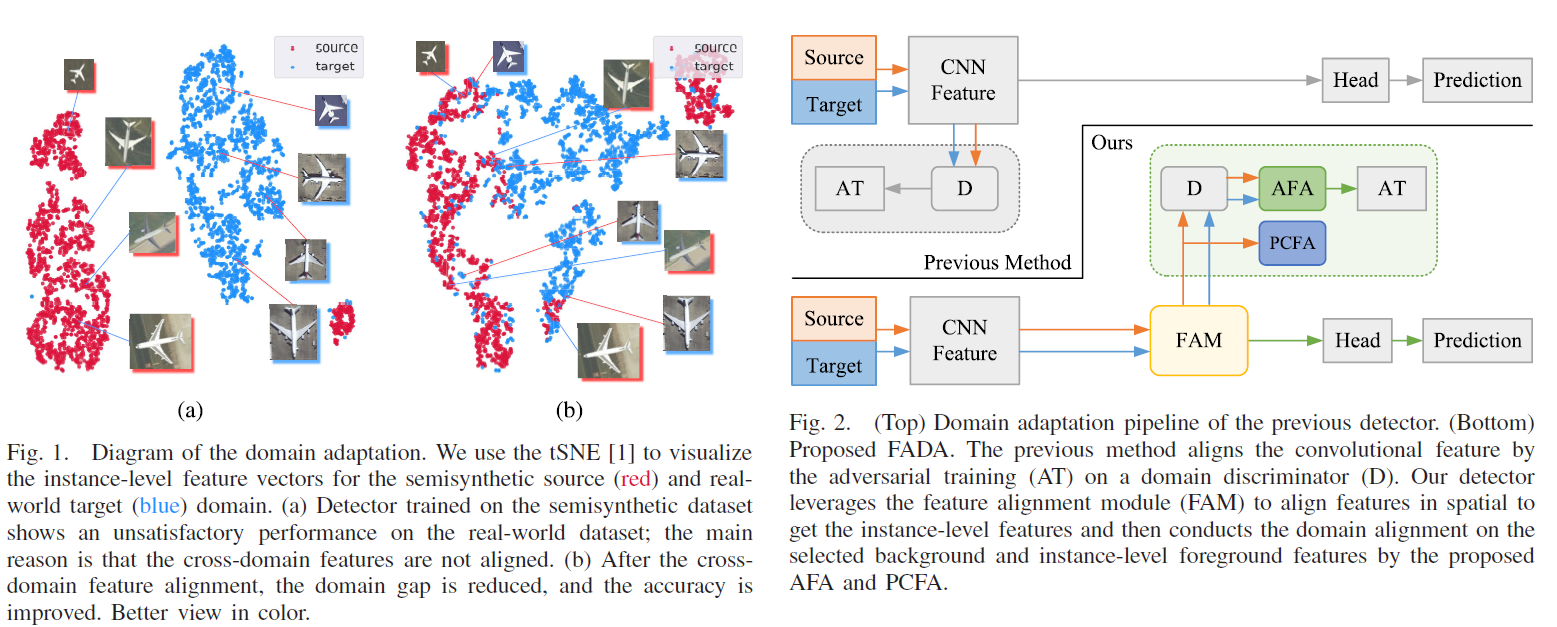 source
target
source
target
(a)
(b)
Fig. 1. Diagram of the domain adaptation. We use the tSNE [1] to visualize
the instance-level feature vectors for the semisynthetic source (red) and real-
world target (blue) domain. (a) Detector trained on the semisynthetic dataset
shows an unsatisfactory performance on the real-world dataset; the main
reason is that the cross-domain features are not aligned. (b) After the cross-
domain feature alignment, the domain gap is reduced, and the accuracy is
improved. Better view in color.
Source
Target
CNN
Feature
Head
Prediction
AT
D
Previous Method
Ours
D
AFA
AT
PCFA
Source
Target
CNN
Feature
FAM
Head
Prediction
Fig. 2. (Top) Domain adaptation pipeline of the previous detector. (Bottom)
Proposed FADA. The previous method aligns the convolutional feature by
the adversarial training (AT) on a domain discriminator (D). Our detector
leverages the feature alignment module (FAM) to align features in spatial to
get the instance-level features and then conducts the domain alignment on the
selected background and instance-level foreground features by the proposed
AFA and PCFA.